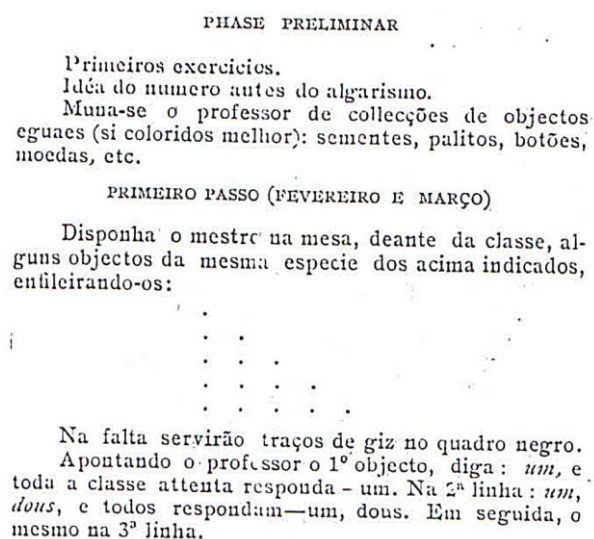 PHASE PRELIMINAR
Primeiros exercicios.
Idéa do numero antes do algarismo.
Muna-se o professor de collecções de objectos
eguaes (si coloridos melhor): sementes, palitos, botões,
moedas, etc.
PRIMEIRO PASSO (FEVEREIRO E MARÇO)
Disponha o mestre na mesa, deante da classe, al-
guns objectos da mesma especie dos acima indicados,
enfileirando-os:
.
. .
. . .
. . . .
. . . . .
Na falta servirão traços de giz no quadro negro.
Apontando o professor o 1º objecto, diga : um, e
toda a classe attenta responda - um. Na 2ª linha : um,
dous, e todos respondam—um, dous. Em seguida, o
mesmo na 3ª linha.